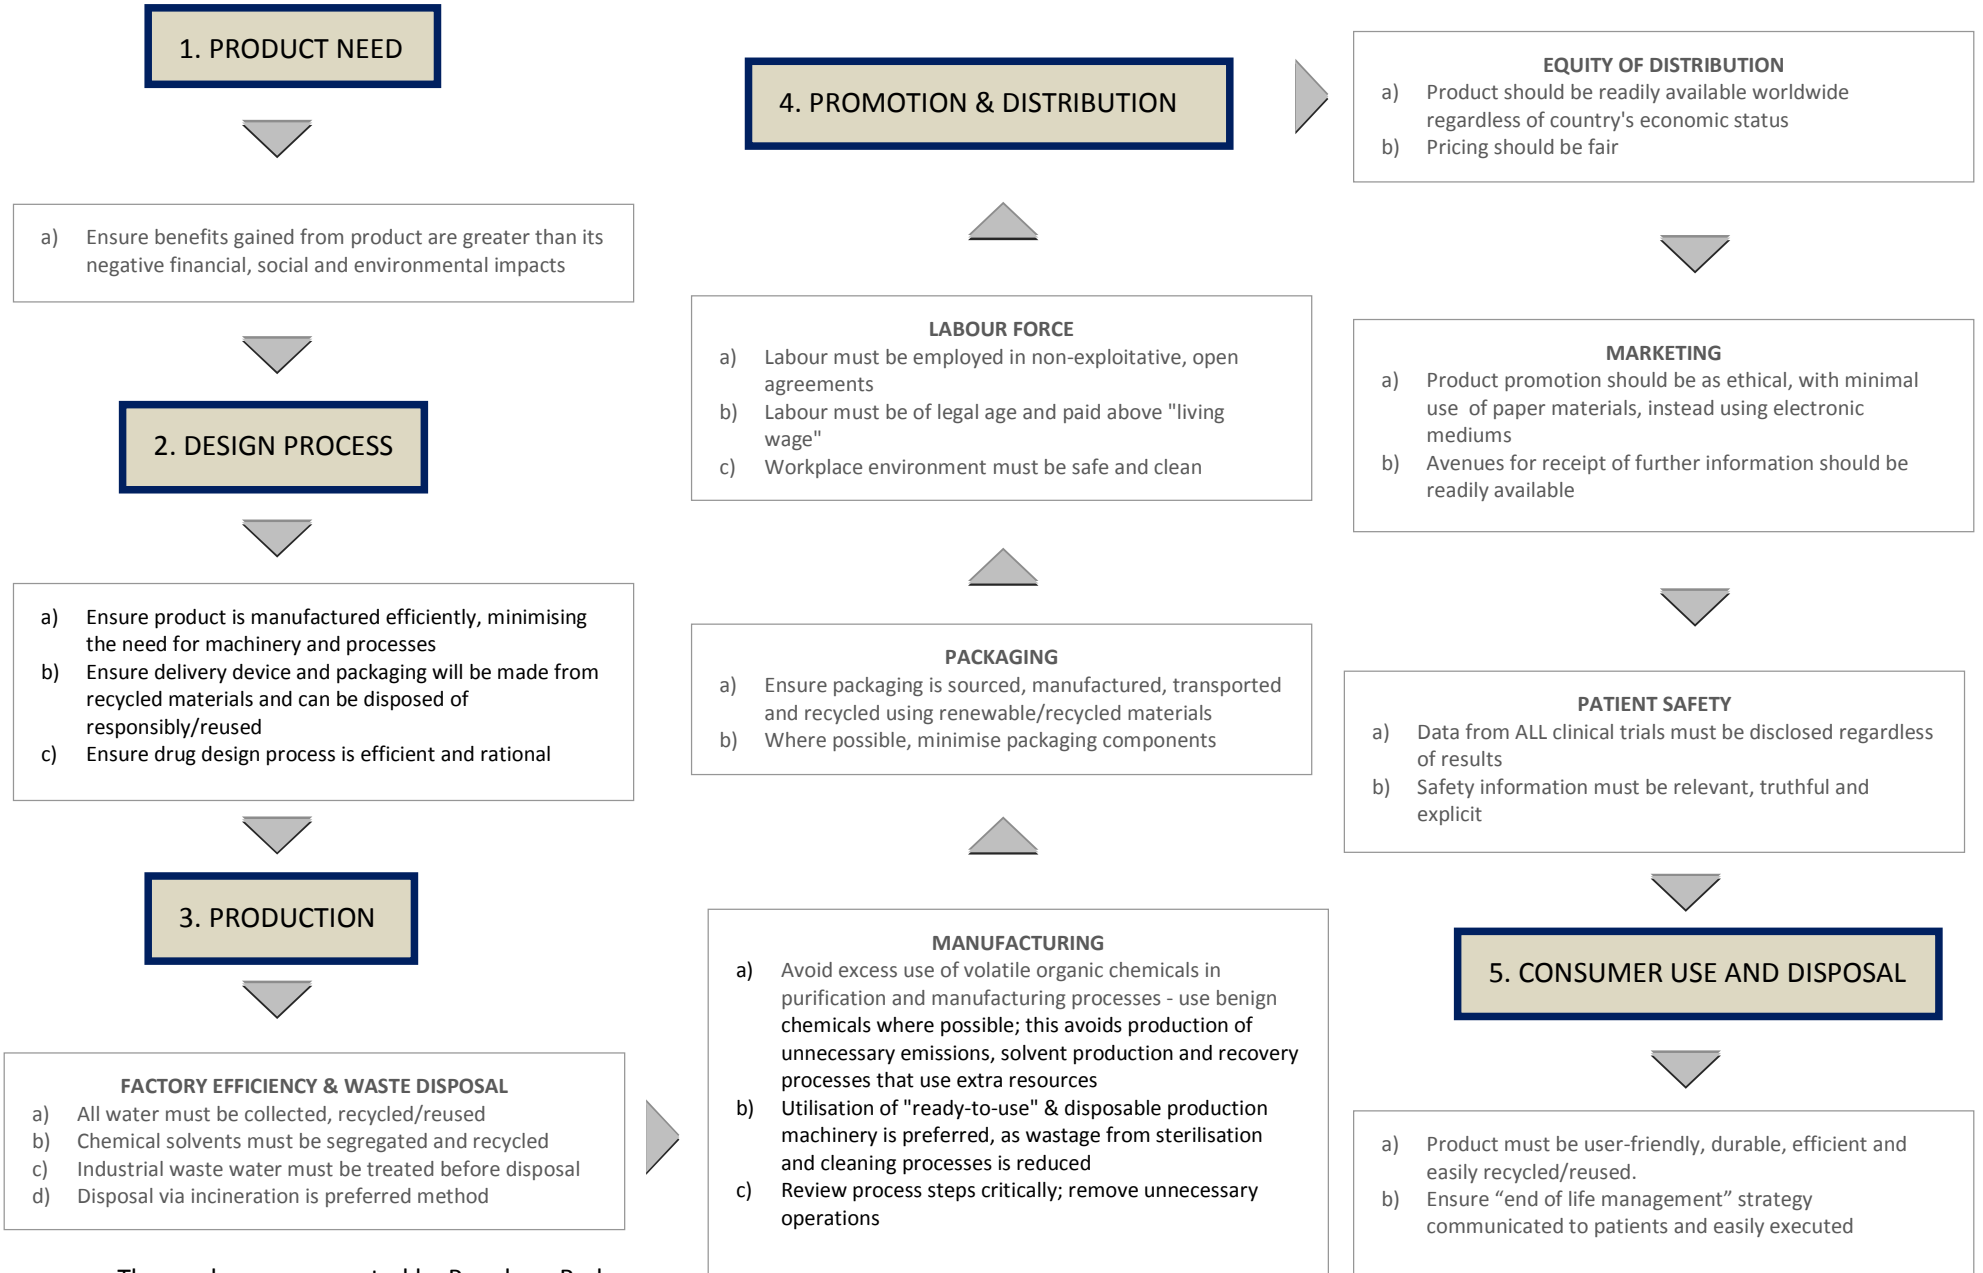 1. PRODUCT NEED
a) Ensure benefits gained from product are greater than its
negative financial, social and environmental impacts
2. DESIGN PROCESS
a) Ensure product is manufactured efficiently, minimising
the need for machinery and processes
b) Ensure delivery device and packaging will be made from
recycled materials and can be disposed of
responsibly/reused
c) Ensure drug design process is efficient and rational
3. PRODUCTION
FACTORY EFFICIENCY & WASTE DISPOSAL
a) All water must be collected, recycled/reused
b) Chemical solvents must be segregated and recycled
c) Industrial waste water must be treated before disposal
d) Disposal via incineration is preferred method
MANUFACTURING
a) Avoid excess use of volatile organic chemicals in
purification and manufacturing processes - use benign
chemicals where possible; this avoids production of
unnecessary emissions, solvent production and recovery
processes that use extra resources
b) Utilisation of "ready-to-use" & disposable production
machinery is preferred, as wastage from sterilisation
and cleaning processes is reduced
c) Review process steps critically; remove unnecessary
operations
PACKAGING
a) Ensure packaging is sourced, manufactured, transported
and recycled using renewable/recycled materials
b) Where possible, minimise packaging components
LABOUR FORCE
a) Labour must be employed in non-exploitative, open
agreements
b) Labour must be of legal age and paid above "living
wage"
c) Workplace environment must be safe and clean
4. PROMOTION & DISTRIBUTION
EQUITY OF DISTRIBUTION
a) Product should be readily available worldwide
regardless of country's economic status
b) Pricing should be fair
MARKETING
a) Product promotion should be as ethical, with minimal
use of paper materials, instead using electronic
mediums
b) Avenues for receipt of further information should be
readily available
PATIENT SAFETY
a) Data from ALL clinical trials must be disclosed regardless
of results
b) Safety information must be relevant, truthful and
explicit
5. CONSUMER USE AND DISPOSAL
a) Product must be user-friendly, durable, efficient and
easily recycled/reused.
b) Ensure “end of life management” strategy
communicated to patients and easily executed